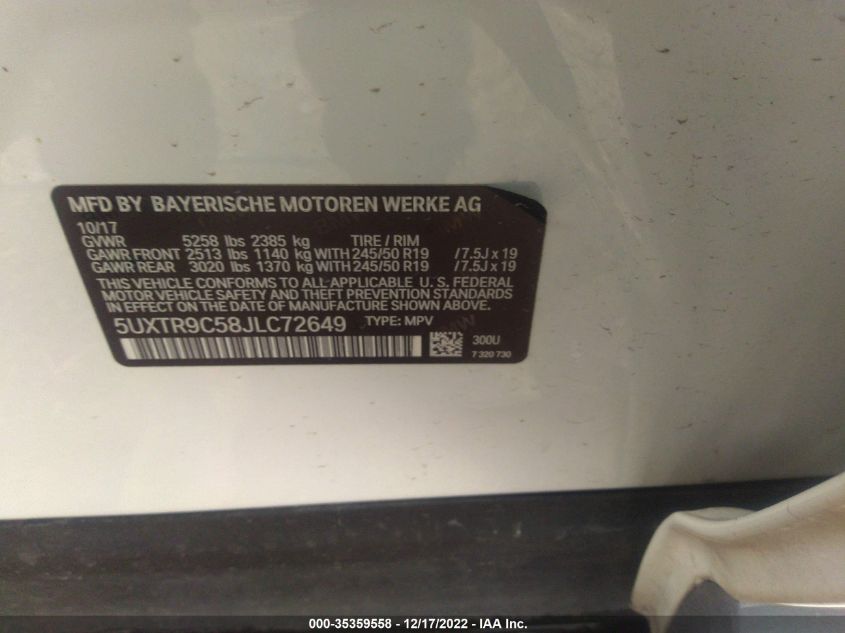 MFD BY BAYERISCHE MOTOREN WERKE AG
10/17
GVWR 5258 lbs 2385 kg TIRE / RIM
GAWR FRONT 2513 lbs 1140 kg WITH 245/50 R19 / 7.5J x 19
GAWR REAR 3020 lbs 1370 kg WITH 245/50 R19 / 7.5J x 19
THIS VEHICLE CONFORMS TO ALL APPLICABLE U. S. FEDERAL
MOTOR VEHICLE SAFETY AND THEFT PREVENTION STANDARDS
IN EFFECT ON THE DATE OF MANUFACTURE SHOWN ABOVE.
5UXTR9C58JLC72649 TYPE: MPV
300U
7 320 730
000-35359558 - 12/17/2022 - IAA Inc.